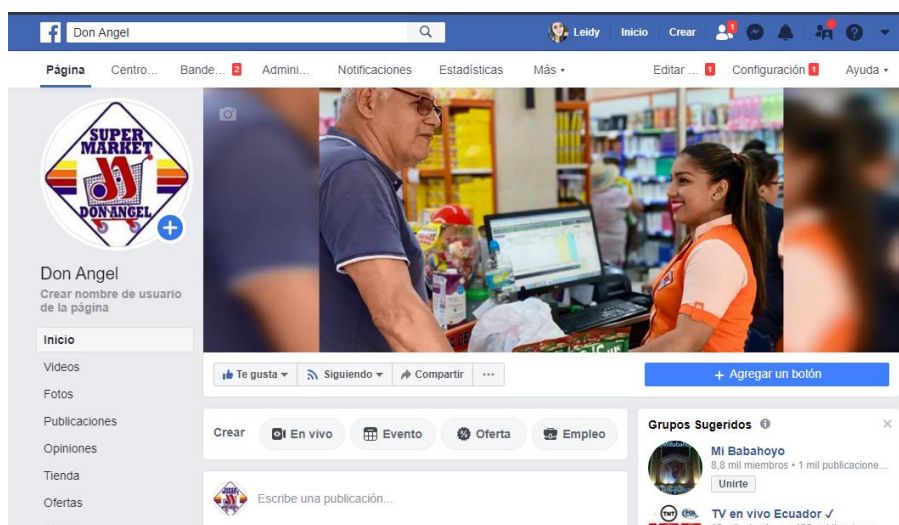 Don Angel
Leidy Inicio Crear 1
Página Centro... Bande... 2 Admini... Notificaciones Estadísticas Más Editar ... 1 Configuración 1 Ayuda
SUPER
MARKET
DON ANGEL
Don Angel
Crear nombre de usuario
de la página
Inicio
Videos
Fotos
Publicaciones
Opiniones
Tienda
Ofertas
Te gusta Siguiendo Compartir ...
+ Agregar un botón
Crear En vivo Evento Oferta Empleo
Escribe una publicación...
Grupos Sugeridos
Mi Babahoyo
8,8 mil miembros • 1 mil publicacione...
Unirte
TNT
TV en vivo Ecuador ✓